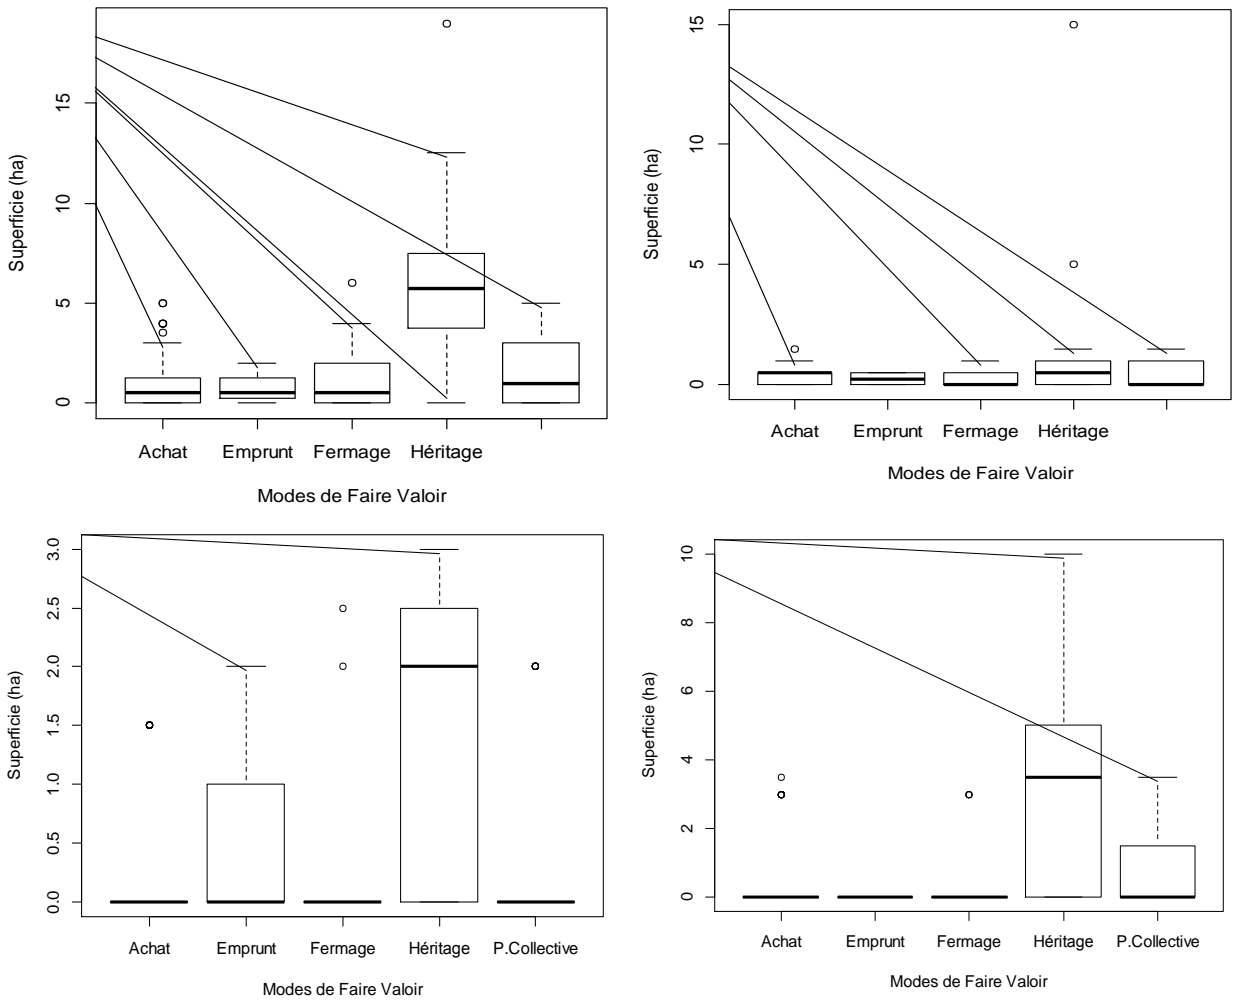 Superficie (ha)
15
10
5
0
Achat Emprunt Fermage Héritage
Modes de Faire Valoir
Superficie (ha)
15
10
5
0
Achat Emprunt Fermage Héritage
Modes de Faire Valoir
Superficie (ha)
3.0
2.5
2.0
1.5
1.0
0.5
0.0
Achat Emprunt Fermage Héritage P.Collective
Modes de Faire Valoir
Superficie (ha)
10
8
6
4
2
0
Achat Emprunt Fermage Héritage P.Collective
Modes de Faire Valoir